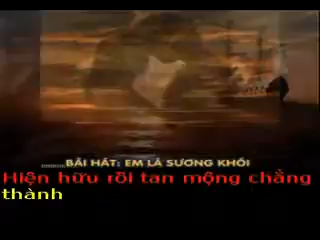 BÀI HÁT: EM LÀ SƯƠNG KHÓI
Hiện hữu rồi tan mộng chẳng
thành